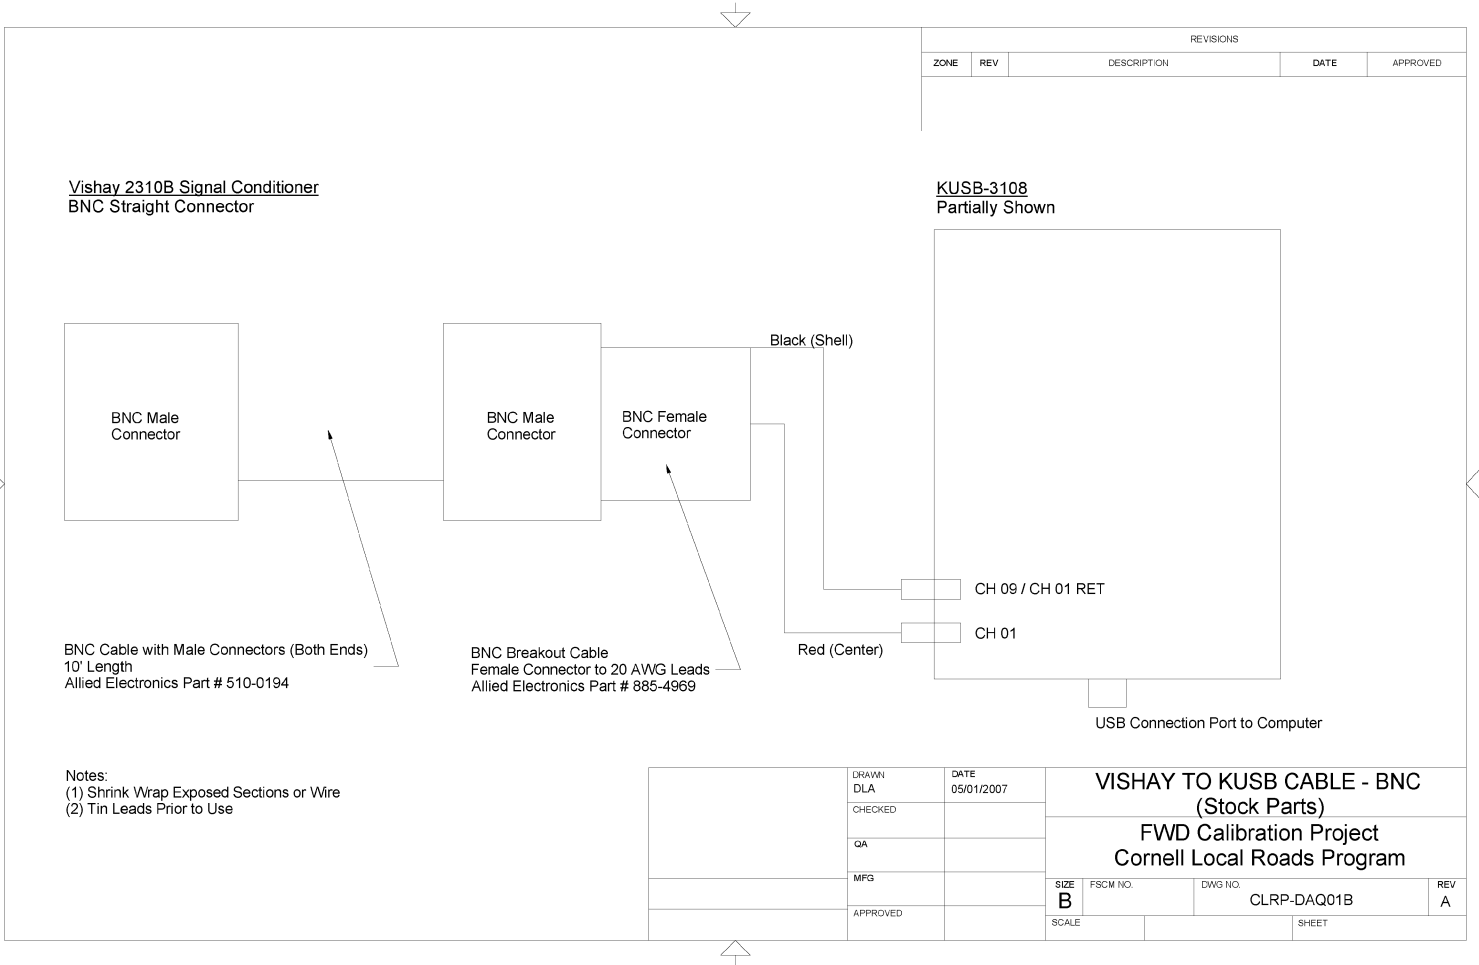 REVISIONS
ZONE REV DESCRIPTION DATE APPROVED
Vishay 2310B Signal Conditioner
BNC Straight Connector
KUSB-3108
Partially Shown
Black (Shell)
BNC Male
Connector
BNC Male
Connector
BNC Female
Connector
CH 09 / CH 01 RET
CH 01
Red (Center)
BNC Cable with Male Connectors (Both Ends)
10' Length
Allied Electronics Part # 510-0194
BNC Breakout Cable
Female Connector to 20 AWG Leads
Allied Electronics Part # 885-4969
USB Connection Port to Computer
Notes:
(1) Shrink Wrap Exposed Sections or Wire
(2) Tin Leads Prior to Use
DRAWN
DLA
DATE
05/01/2007
CHECKED
QA
MFG
APPROVED
VISHAY TO KUSB CABLE - BNC
(Stock Parts)
FWD Calibration Project
Cornell Local Roads Program
SIZE
B
FSCM NO.
DWG NO.
CLRP-DAQ01B
REV
A
SCALE
SHEET